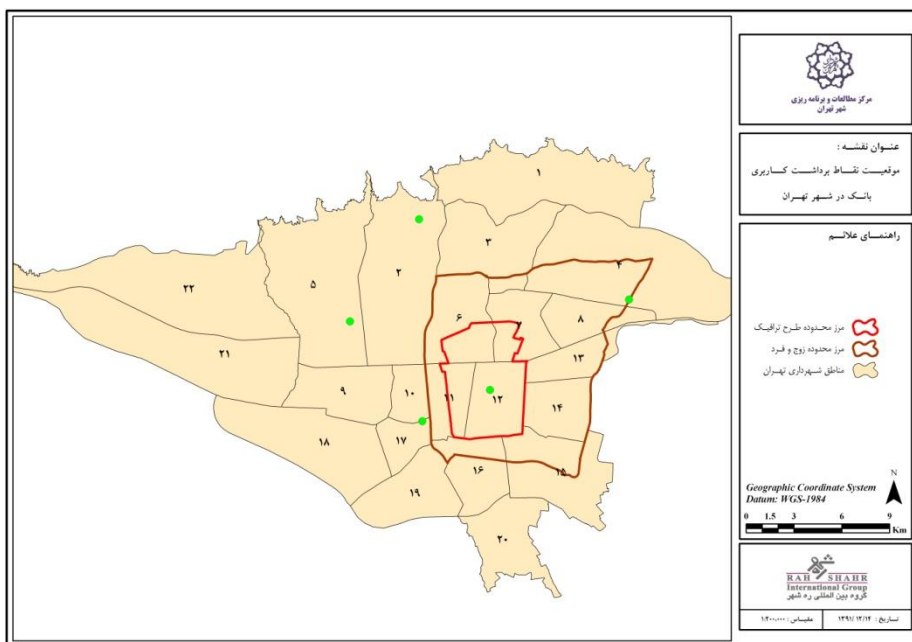 مرکز مطالعات و برنامه ریزی
شهر تهران
عنوان نقشه :
موقعیت نقاط برداشت کاربری
بانک در شهر تهران
راهنمای علائم
مرز محدوده طرح ترافیک
مرز محدوده زوج و فرد
مناطق شهرداری تهران
N
Geographic Coordinate System
Datum: WGS-1984
0 1.5 3 6 9
Km
RAH SHAHR
International Group
گروه بین المللی ره شهر
تاریخ : ۱۳۹۱/۱۲/۱۴
مقیاس : ۱:۲۰۰,۰۰۰
۱
۳
۲
۴
۵
۲۲
۶
۷
۸
۲۱
۱۳
۹
۱۰
۱۱
۱۲
۱۴
۱۸
۱۷
۱۶
۱۵
۱۹
۲۰